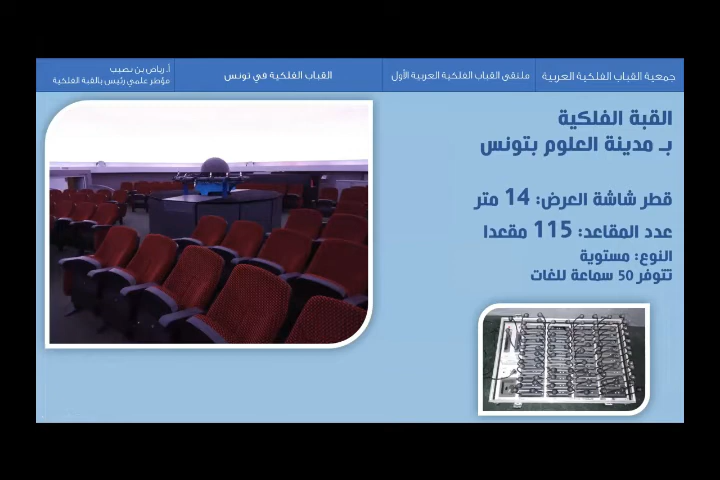 جمعية القباب الفلكية العربية
ملتقى القباب الفلكية العربية الأول
القباب الفلكية في تونس
أ. رياض بن نصيب
مؤطر علمي رئيس بالقبة الفلكية
القبة الفلكية
بـ مدينة العلوم بتونس
قطر شاشة العرض: 14 متر
عدد المقاعد: 115 مقعدا
النوع: مستوية
تتوفر 50 سماعة للغات